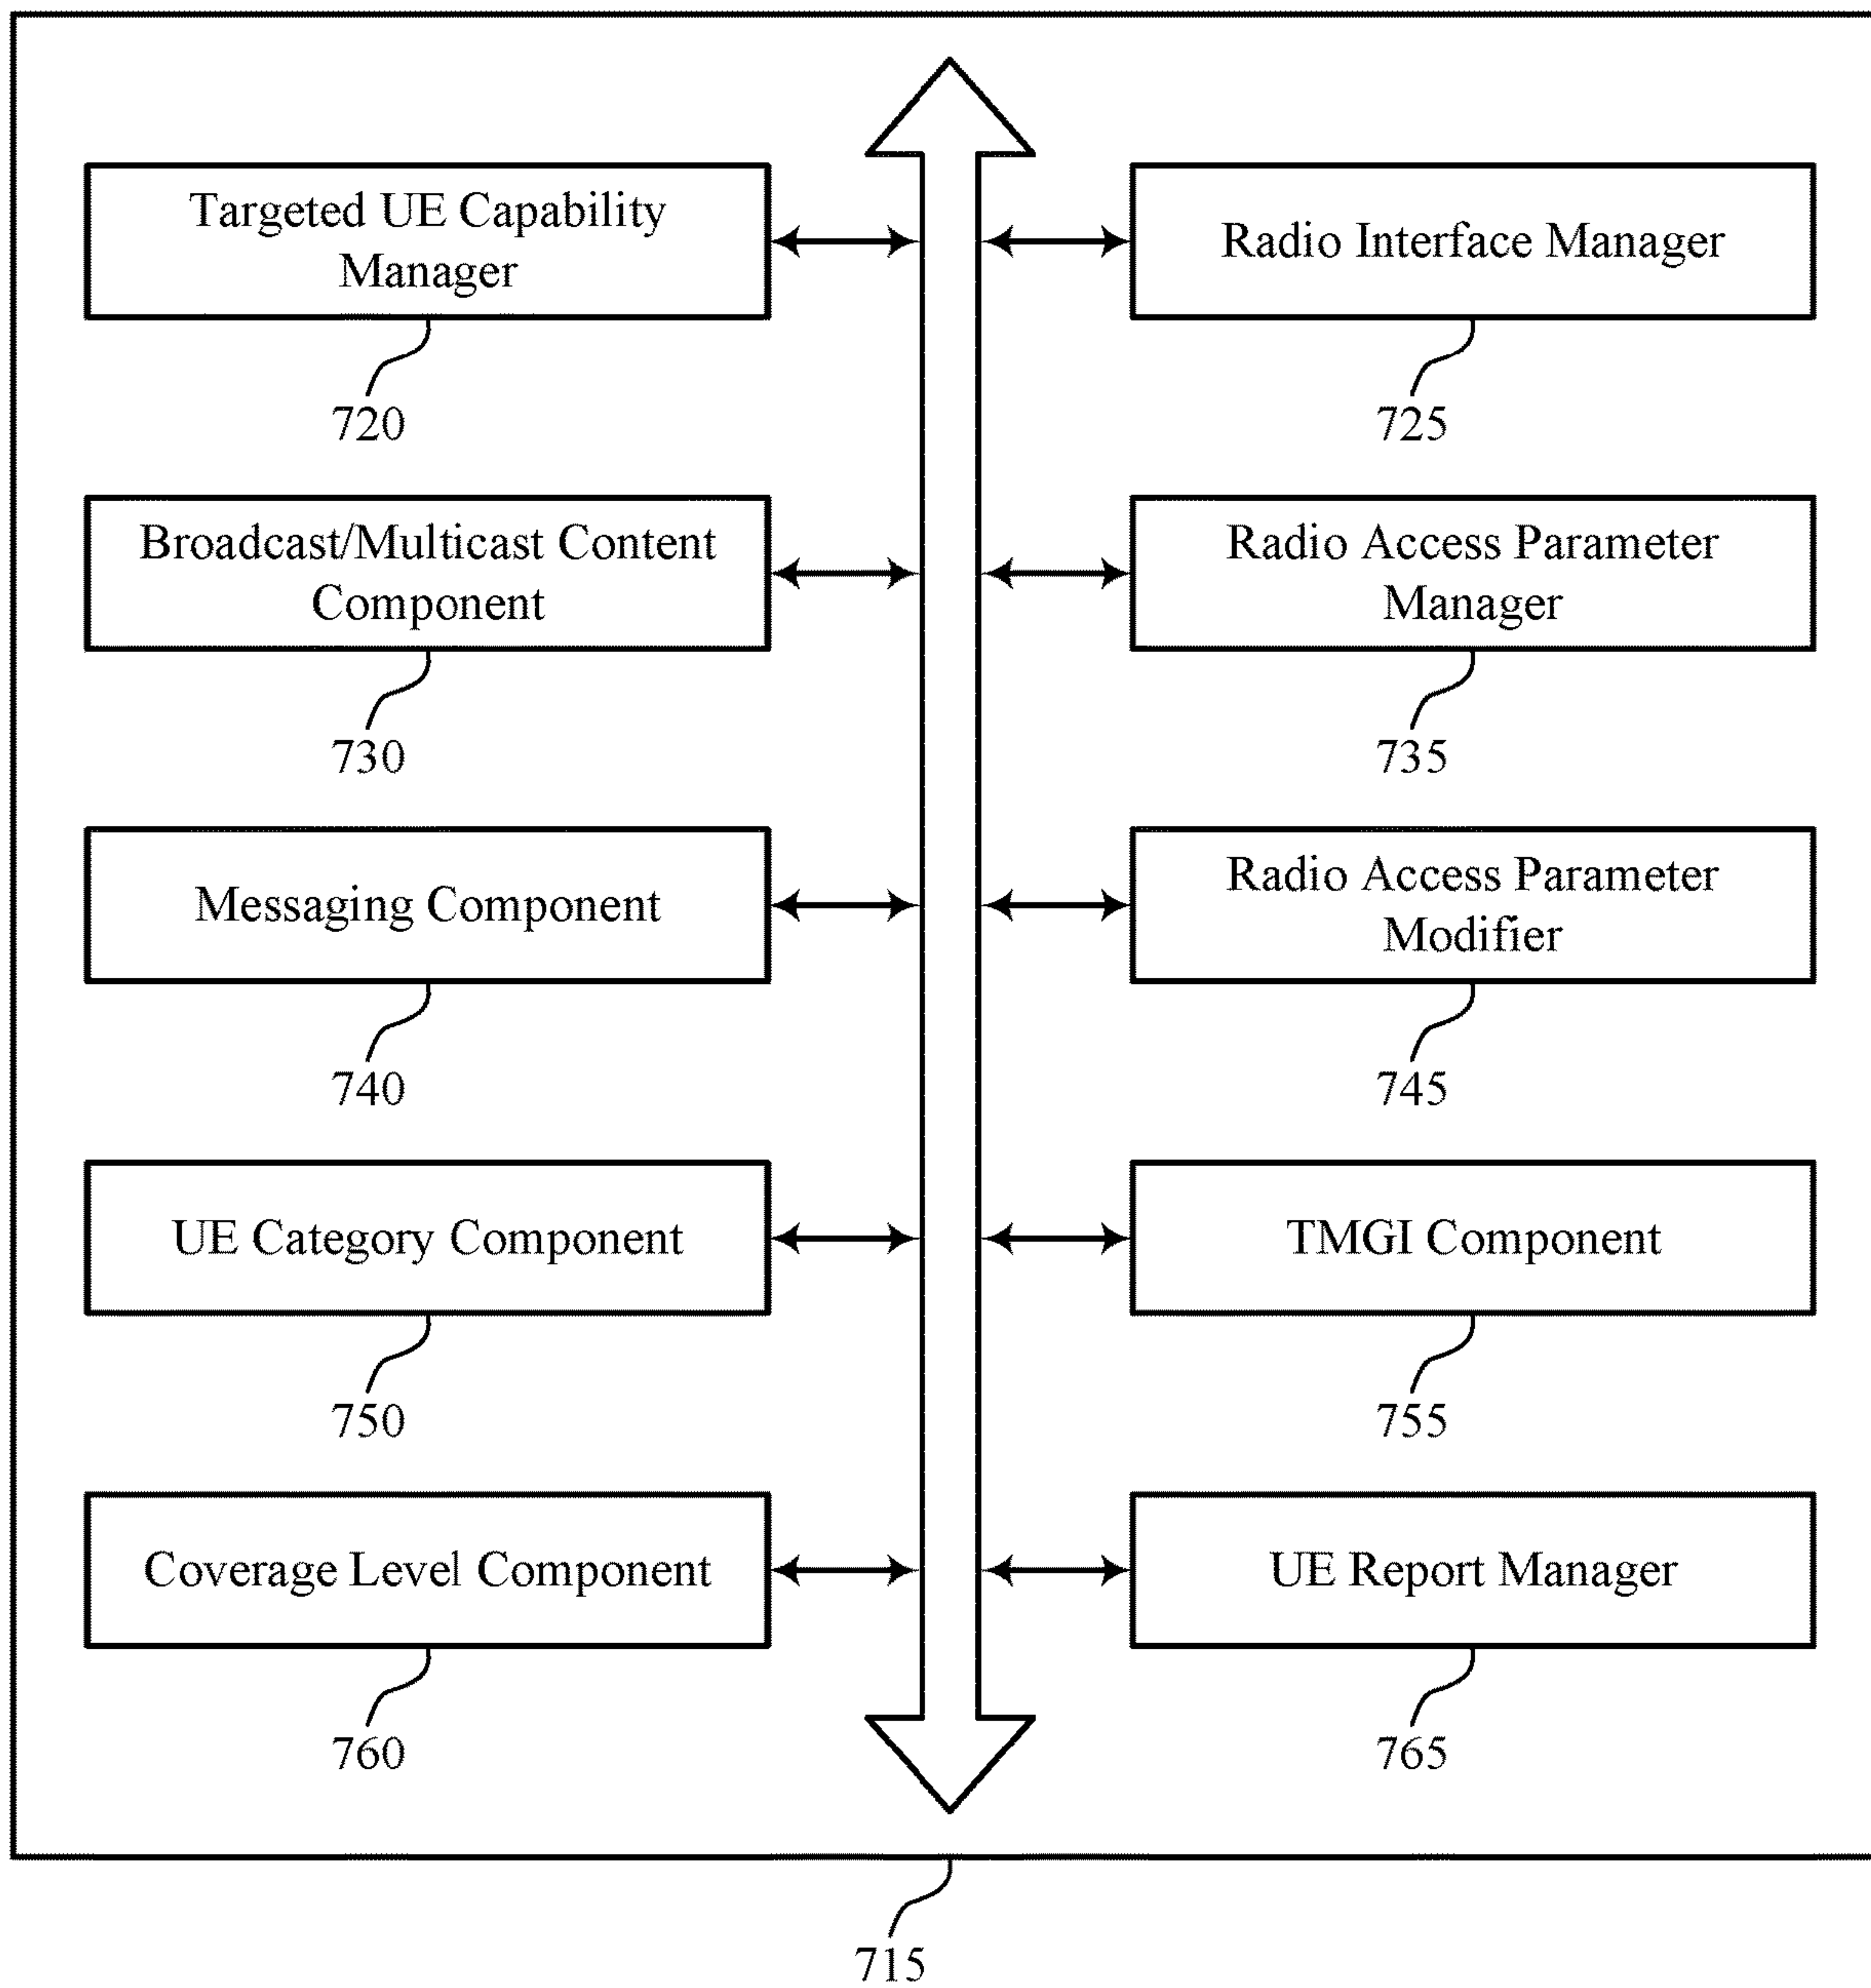 Targeted UE Capability
Manager
720
Radio Interface Manager
725
Broadcast/Multicast Content
Component
730
Radio Access Parameter
Manager
735
Messaging Component
740
Radio Access Parameter
Modifier
745
UE Category Component
750
TMGI Component
755
Coverage Level Component
760
UE Report Manager
765
715